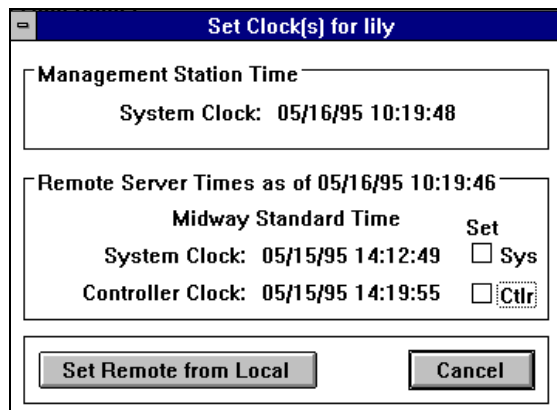 Set Clock(s) for lily
Management Station Time
System Clock: 05/16/95 10:19:48
Remote Server Times as of 05/16/95 10:19:46
Midway Standard Time
Set
System Clock: 05/15/95 14:12:49 Sys
Controller Clock: 05/15/95 14:19:55 Ctlr
Set Remote from Local Cancel